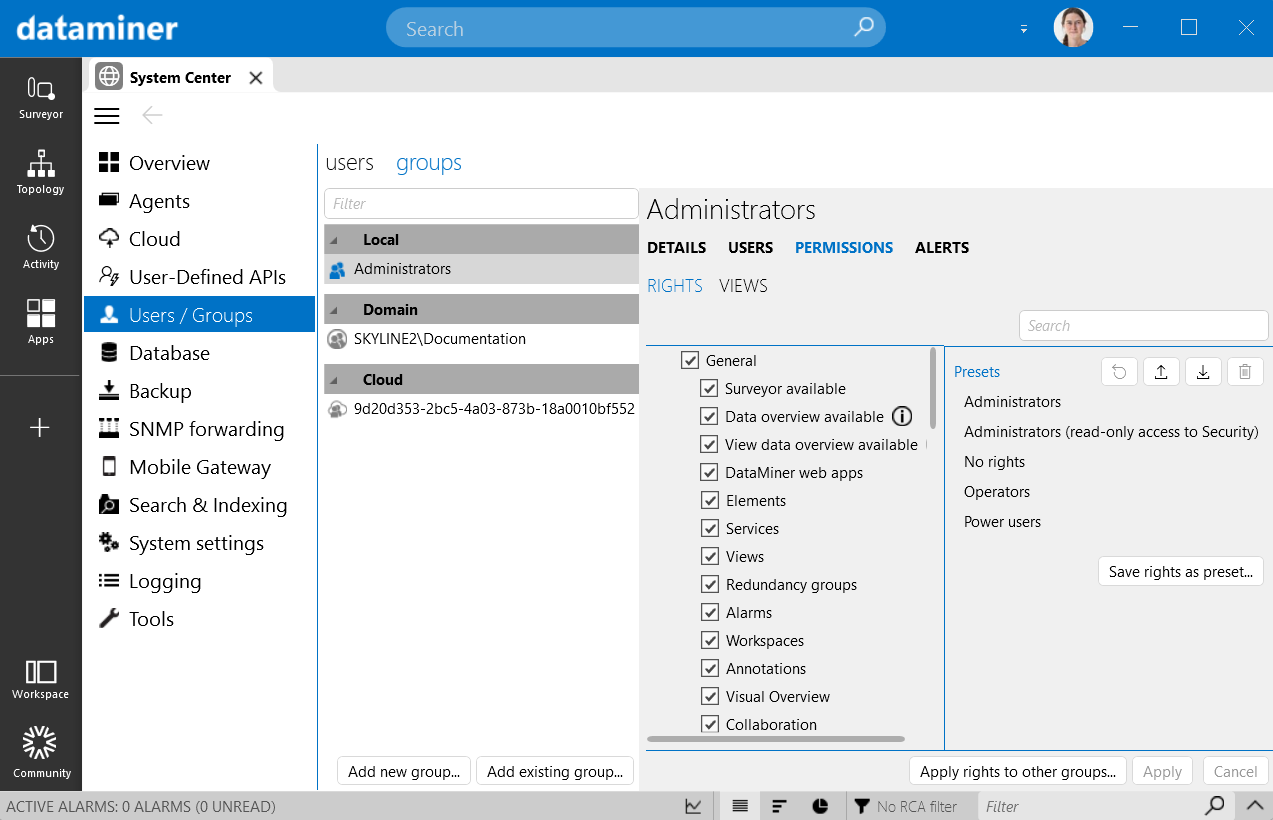 dataminer
Search
System Center
Surveyor
Topology
Activity
Apps
Workspace
Community
Overview
Agents
Cloud
User-Defined APIs
Users / Groups
Database
Backup
SNMP forwarding
Mobile Gateway
Search & Indexing
System settings
Logging
Tools
users groups
Filter
Local
Administrators
Domain
SKYLINE2\Documentation
Cloud
9d20d353-2bc5-4a03-873b-18a0010bf552
Add new group... Add existing group...
Administrators
DETAILS USERS PERMISSIONS ALERTS
RIGHTS VIEWS
Search
General
Surveyor available
Data overview available
View data overview available
DataMiner web apps
Elements
Services
Views
Redundancy groups
Alarms
Workspaces
Annotations
Visual Overview
Collaboration
Presets
Administrators
Administrators (read-only access to Security)
No rights
Operators
Power users
Save rights as preset...
Apply rights to other groups... Apply Cancel
ACTIVE ALARMS: 0 ALARMS (0 UNREAD) No RCA filter Filter